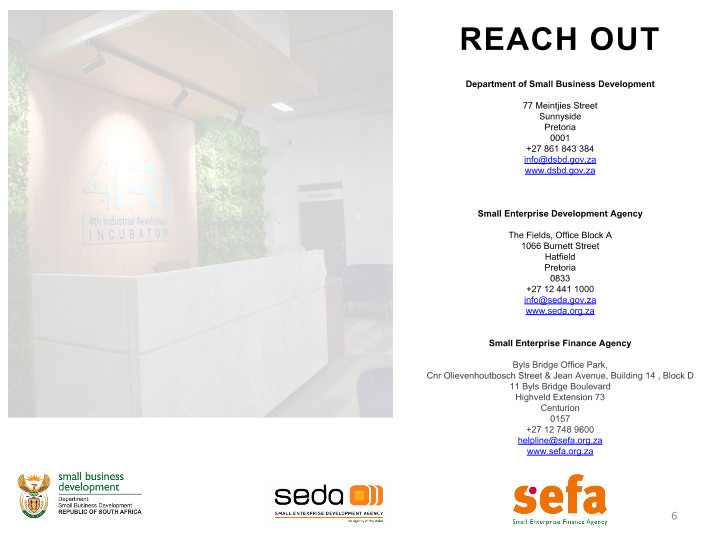 REACH OUT
Department of Small Business Development
77 Meintjies Street
Sunnyside
Pretoria
0001
+27 861 843 384
info@dsbd.gov.za
www.dsbd.gov.za
Small Enterprise Development Agency
The Fields, Office Block A
1066 Burnett Street
Hatfield
Pretoria
0833
+27 12 441 1000
info@seda.gov.za
www.seda.org.za
Small Enterprise Finance Agency
Byls Bridge Office Park,
Cnr Olievenhoutbosch Street & Jean Avenue, Building 14 , Block D
11 Byls Bridge Boulevard
Highveld Extension 73
Centurion
0157
+27 12 748 9600
helpline@sefa.org.za
www.sefa.org.za
4IRI
4th Industrial Revolution
INCUBATOR
small business
development
Department:
Small Business Development
REPUBLIC OF SOUTH AFRICA
seda
SMALL ENTERPRISE DEVELOPMENT AGENCY
an agency of the dsbd
sefa
Small Enterprise Finance Agency
6